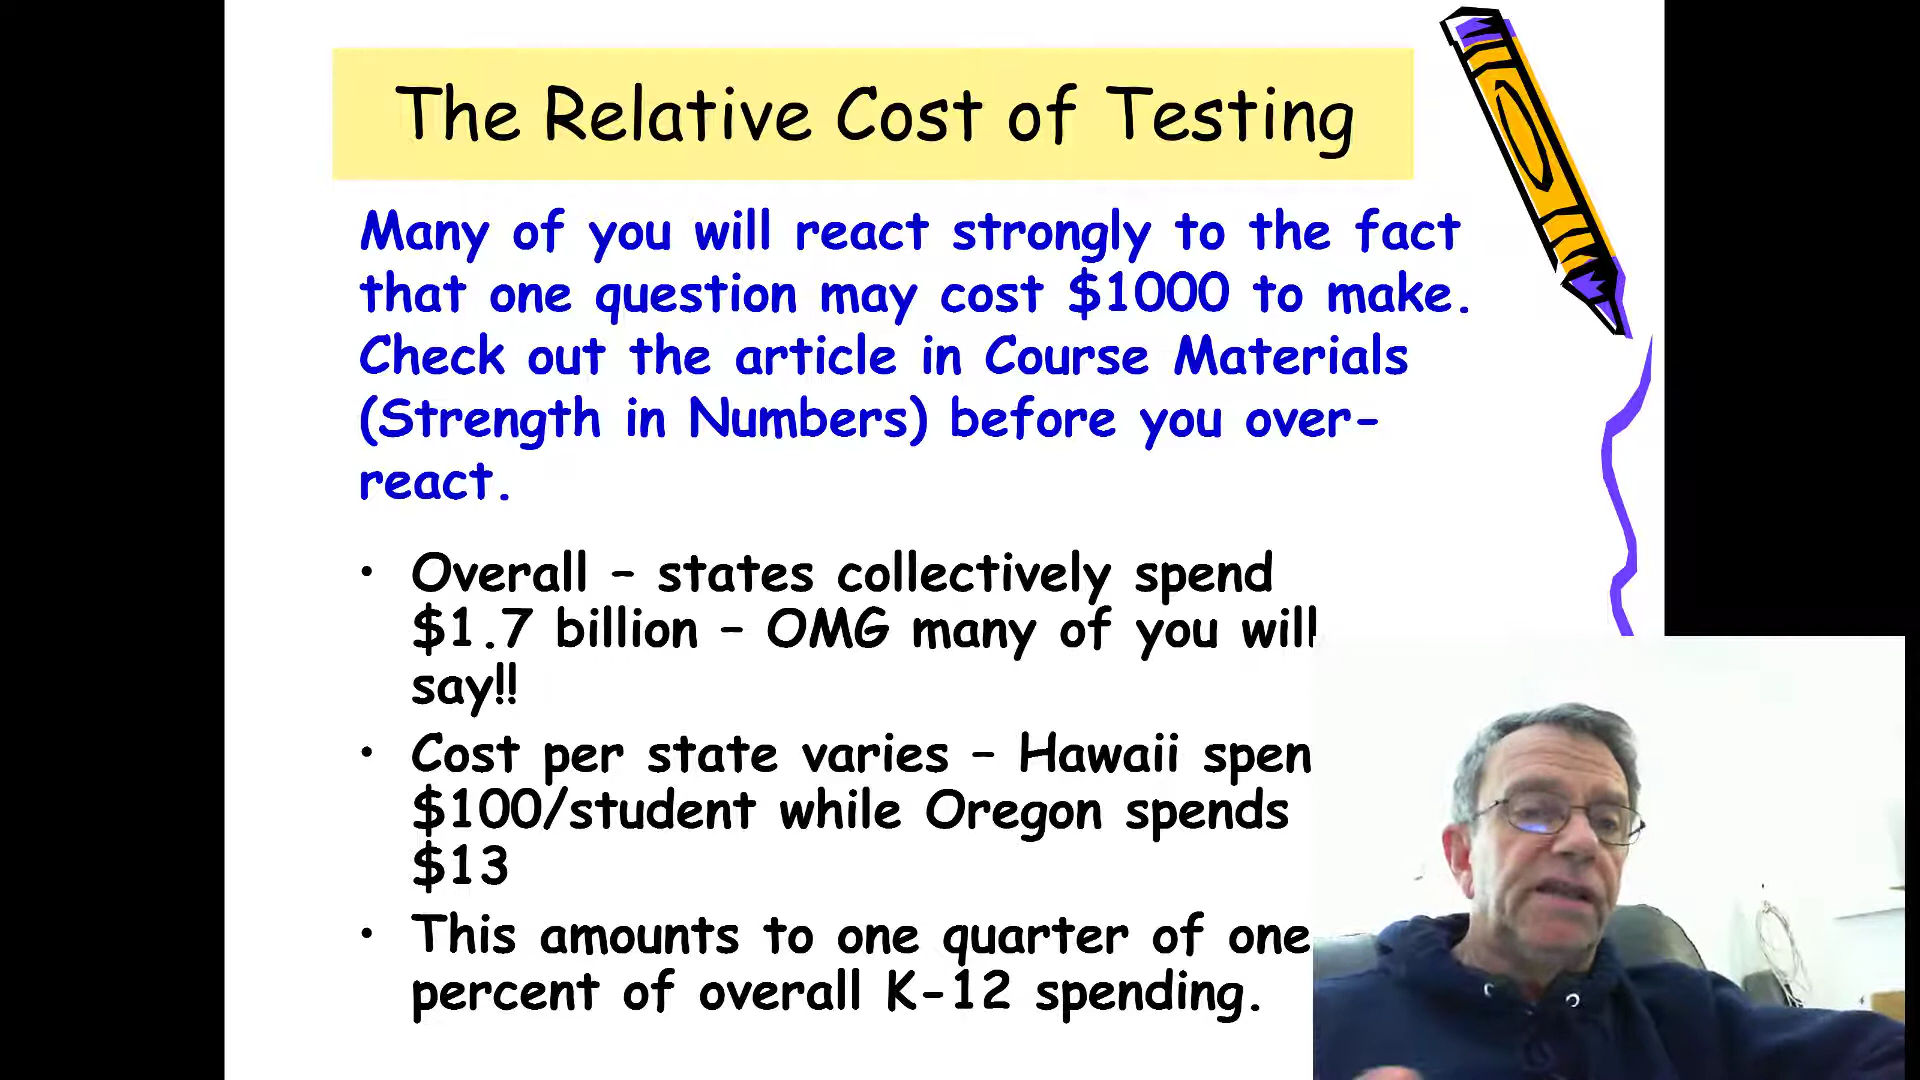 The Relative Cost of Testing
Many of you will react strongly to the fact
that one question may cost $1000 to make.
Check out the article in Course Materials
(Strength in Numbers) before you over-
react.
• Overall – states collectively spend
$1.7 billion – OMG many of you will
say!!
• Cost per state varies – Hawaii spen
$100/student while Oregon spends
$13
• This amounts to one quarter of one
percent of overall K-12 spending.